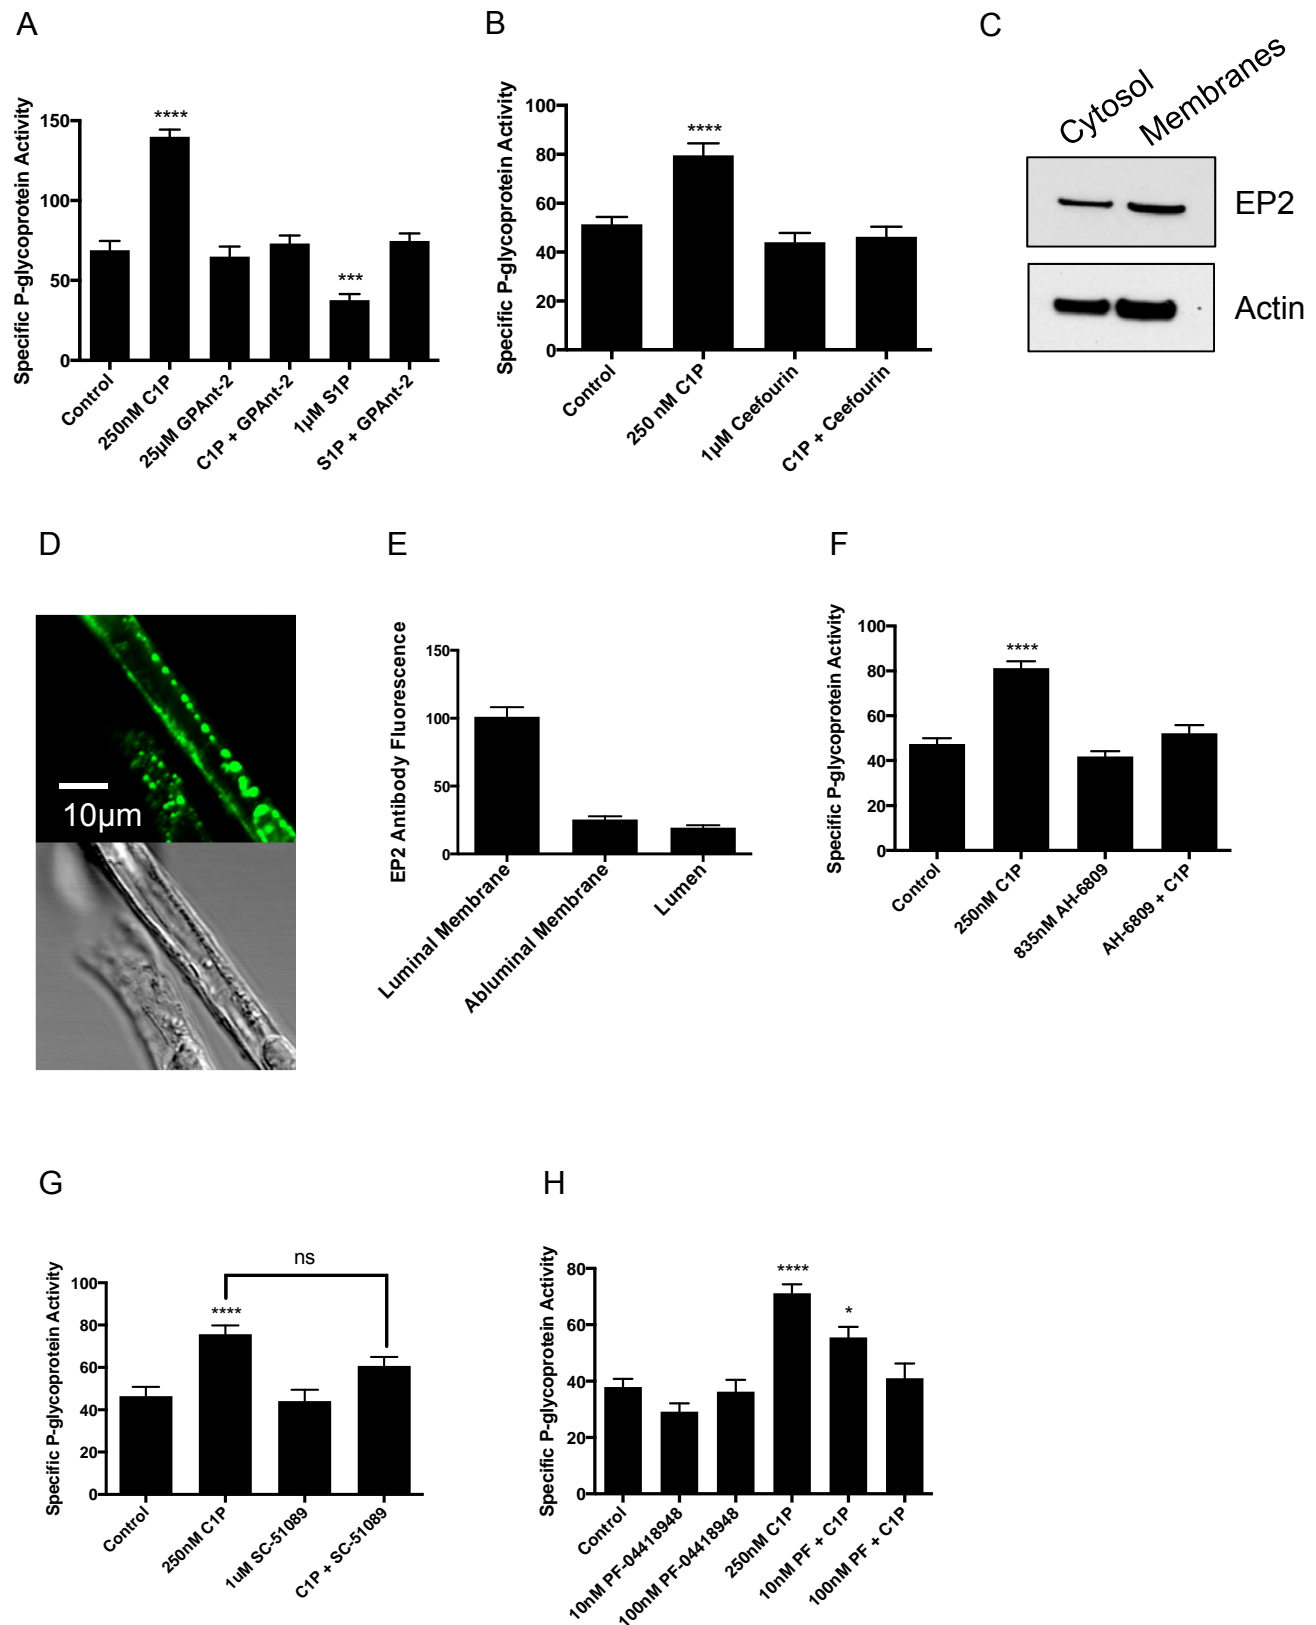 A
Specific P-glycoprotein Activity
150
100
50
0
****
***
Control
250nM C1P
25µM GPAnt-2
C1P + GPAnt-2
1µM S1P
S1P + GPAnt-2
B
Specific P-glycoprotein Activity
100
80
60
40
20
0
****
Control
250 nM C1P
1µM Ceefourin
C1P + Ceefourin
C
Cytosol
Membranes
EP2
Actin
D
10µm
E
EP2 Antibody Fluorescence
150
100
50
0
Luminal Membrane
Abluminal Membrane
Lumen
F
Specific P-glycoprotein Activity
100
80
60
40
20
0
****
Control
250nM C1P
835nM AH-6809
AH-6809 + C1P
G
Specific P-glycoprotein Activity
100
80
60
40
20
0
****
ns
Control
250nM C1P
1uM SC-51089
C1P + SC-51089
H
Specific P-glycoprotein Activity
80
60
40
20
0
****
*
Control
10nM PF-04418948
100nM PF-04418948
250nM C1P
10nM PF + C1P
100nM PF + C1P